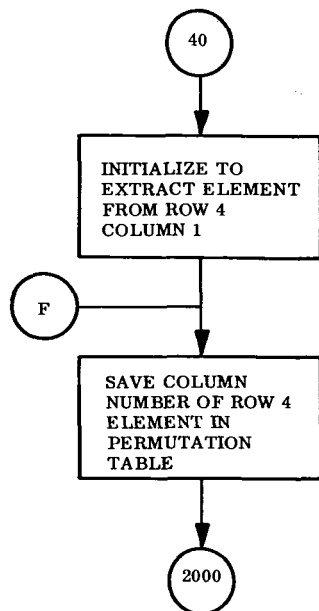 40
INITIALIZE TO
EXTRACT ELEMENT
FROM ROW 4
COLUMN 1
F
SAVE COLUMN
NUMBER OF ROW 4
ELEMENT IN
PERMUTATION
TABLE
2000